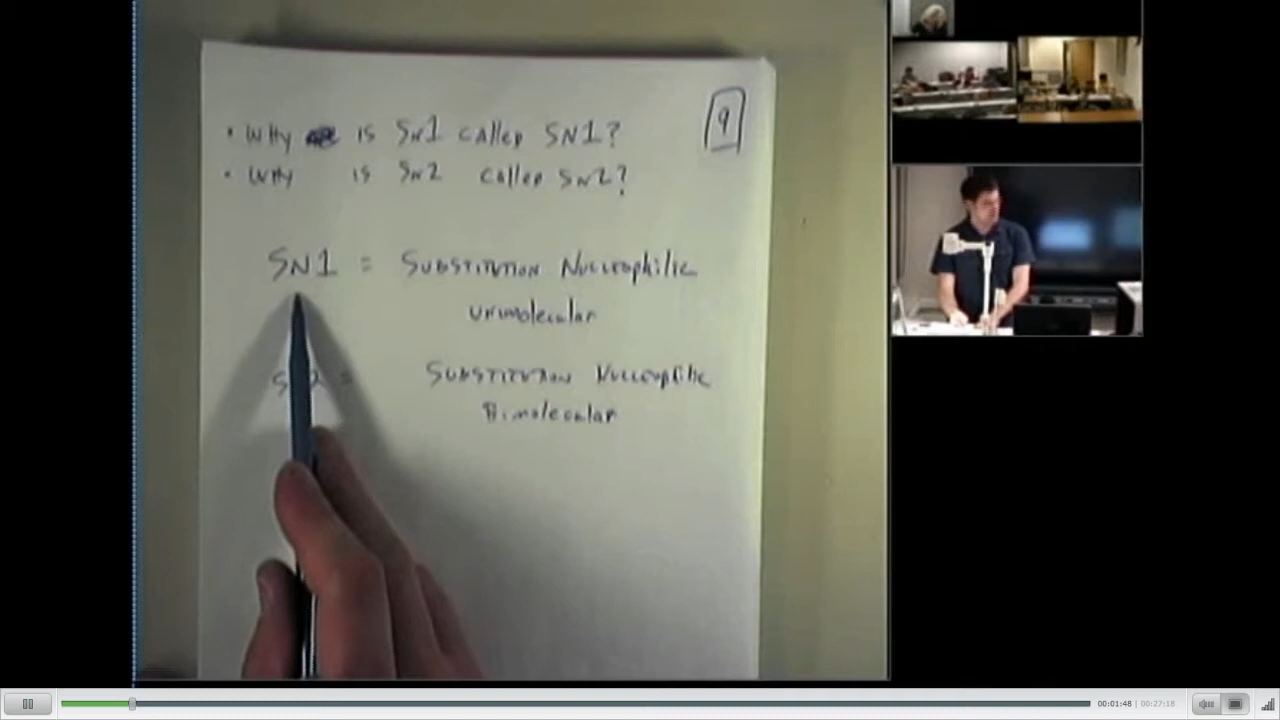 9
• Why is SN1 called SN1?
• Why is SN2 called SN2?
SN1 = Substitution Nucleophilic
Unimolecular
S 2 = Substitution Nucleophilic
Bimolecular
00:01:48 | 00:27:18